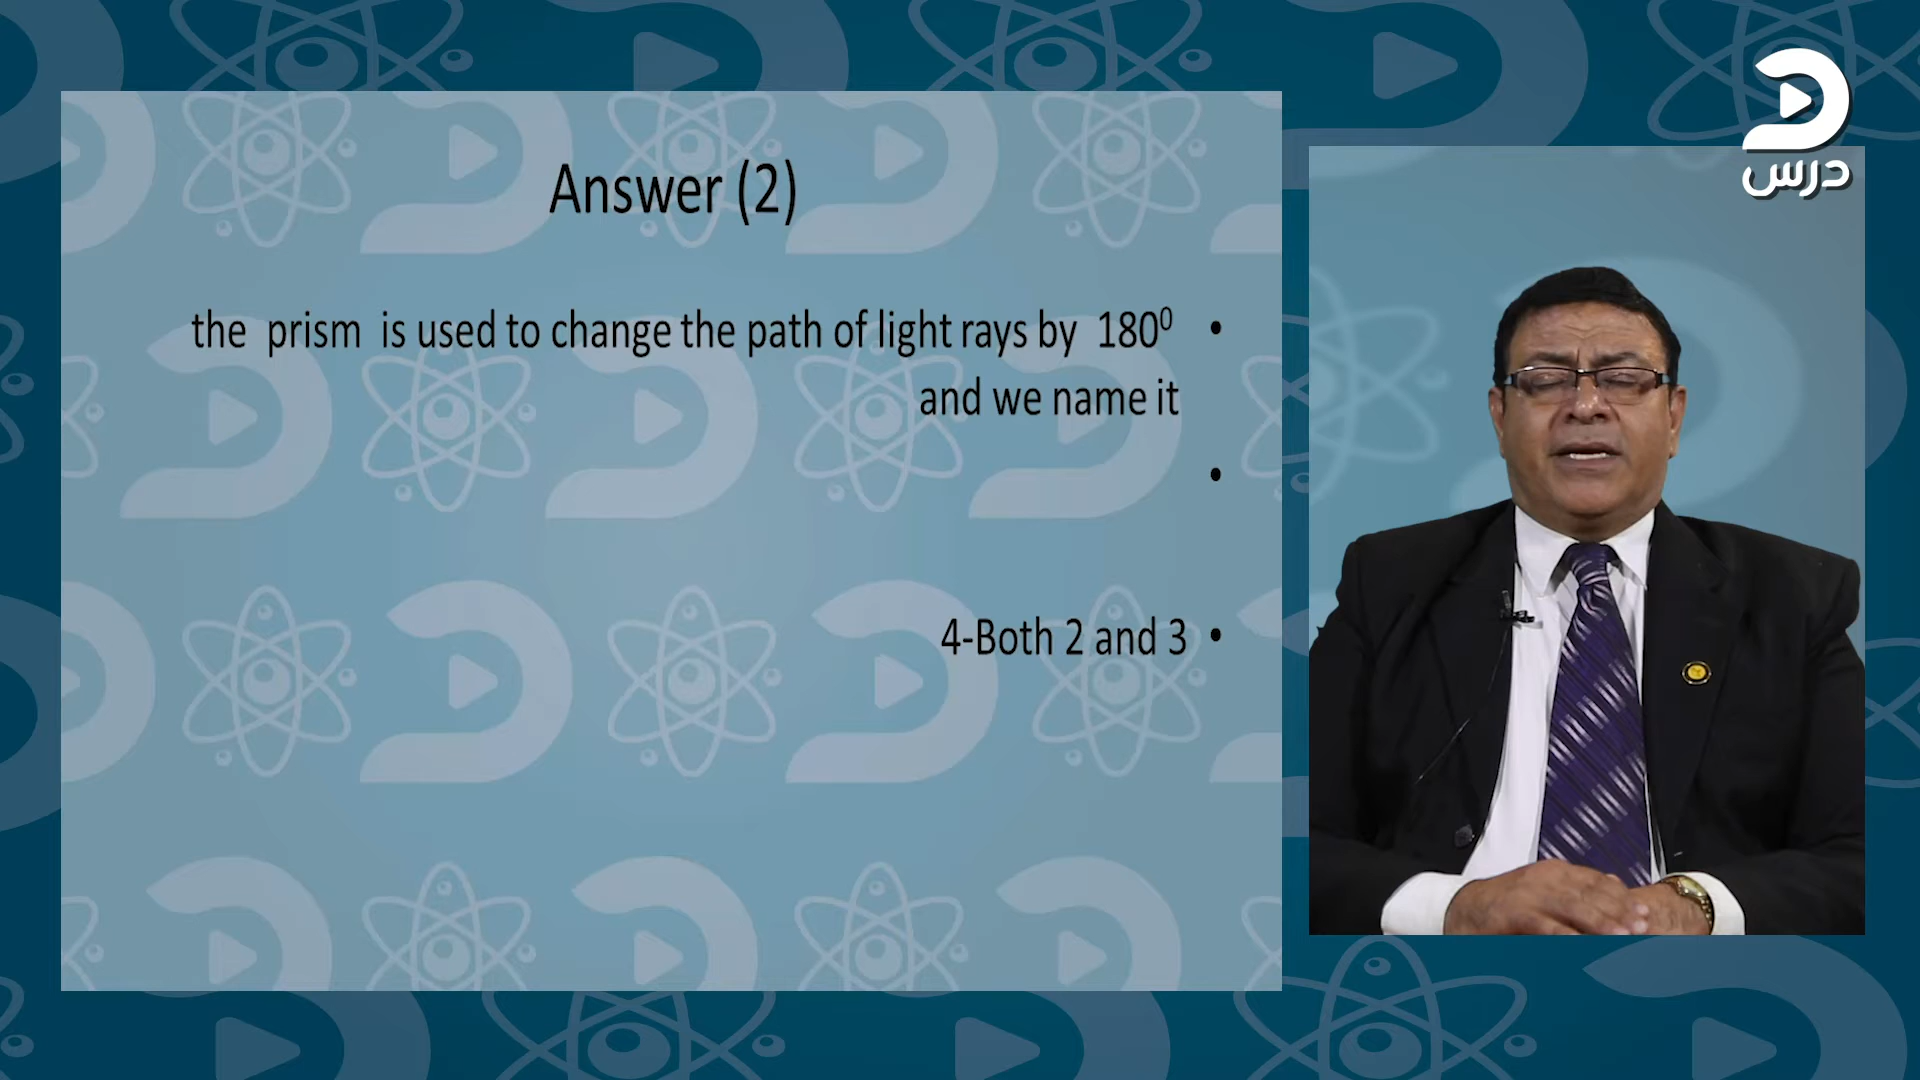 درس
Answer (2)
• the prism is used to change the path of light rays by 180⁰
and we name it
•
• 4-Both 2 and 3